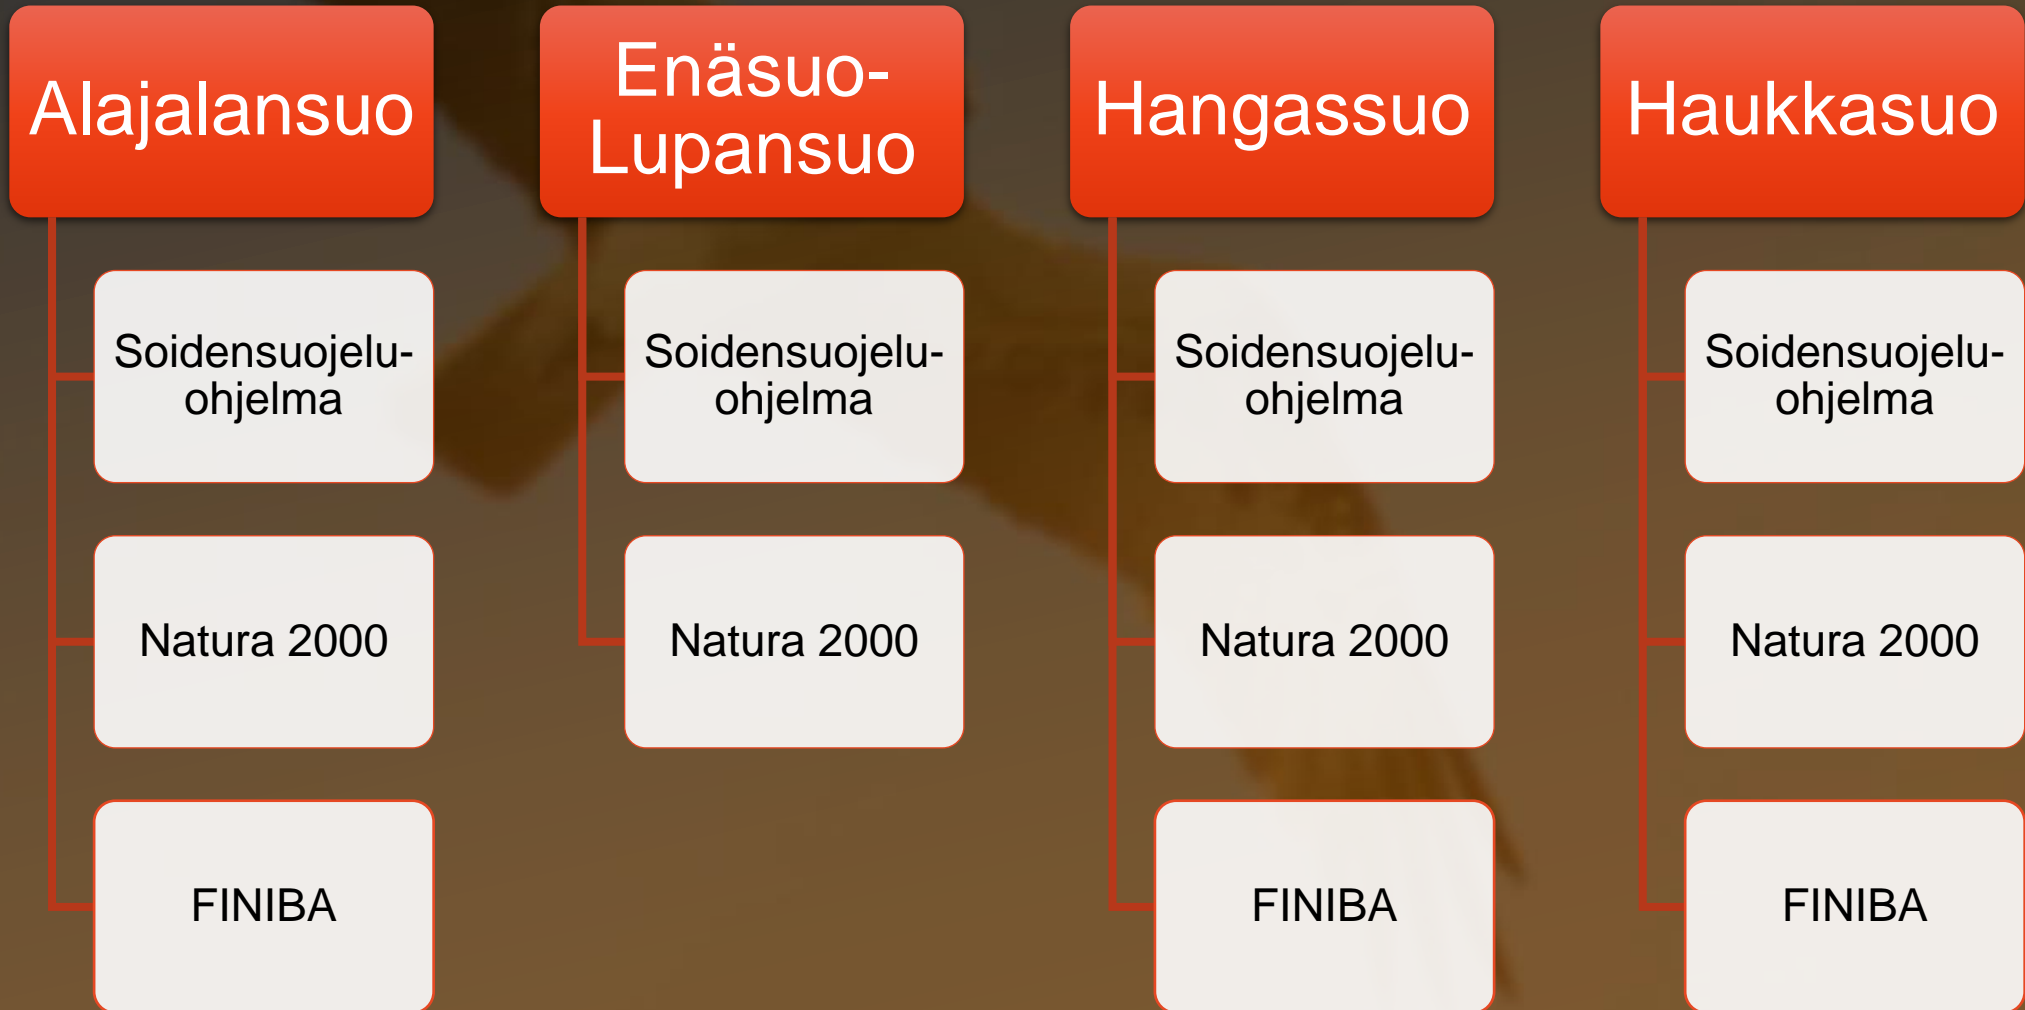 Alajalansuo
Soidensuojelu-
ohjelma
Natura 2000
FINIBA
Enäsuo-
Lupansuo
Soidensuojelu-
ohjelma
Natura 2000
Hangassuo
Soidensuojelu-
ohjelma
Natura 2000
FINIBA
Haukkasuo
Soidensuojelu-
ohjelma
Natura 2000
FINIBA